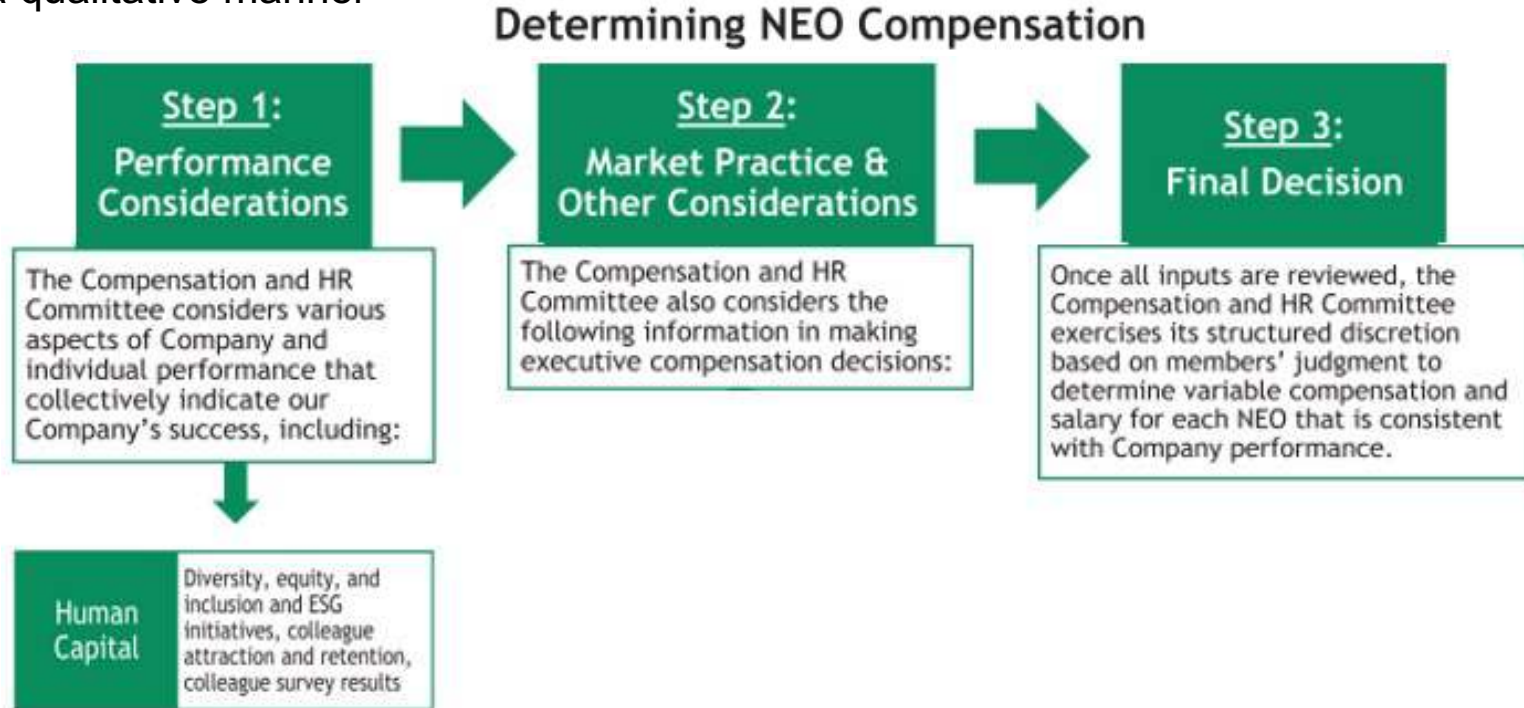 qualitative manner
Determining NEO Compensation
Step 1:
Performance
Considerations
The Compensation and HR
Committee considers various
aspects of Company and
individual performance that
collectively indicate our
Company's success, including:
Human
Capital
Diversity, equity, and
inclusion and ESG
initiatives, colleague
attraction and retention,
colleague survey results
Step 2:
Market Practice &
Other Considerations
The Compensation and HR
Committee also considers the
following information in making
executive compensation decisions:
Step 3:
Final Decision
Once all inputs are reviewed, the
Compensation and HR Committee
exercises its structured discretion
based on members' judgment to
determine variable compensation and
salary for each NEO that is consistent
with Company performance.